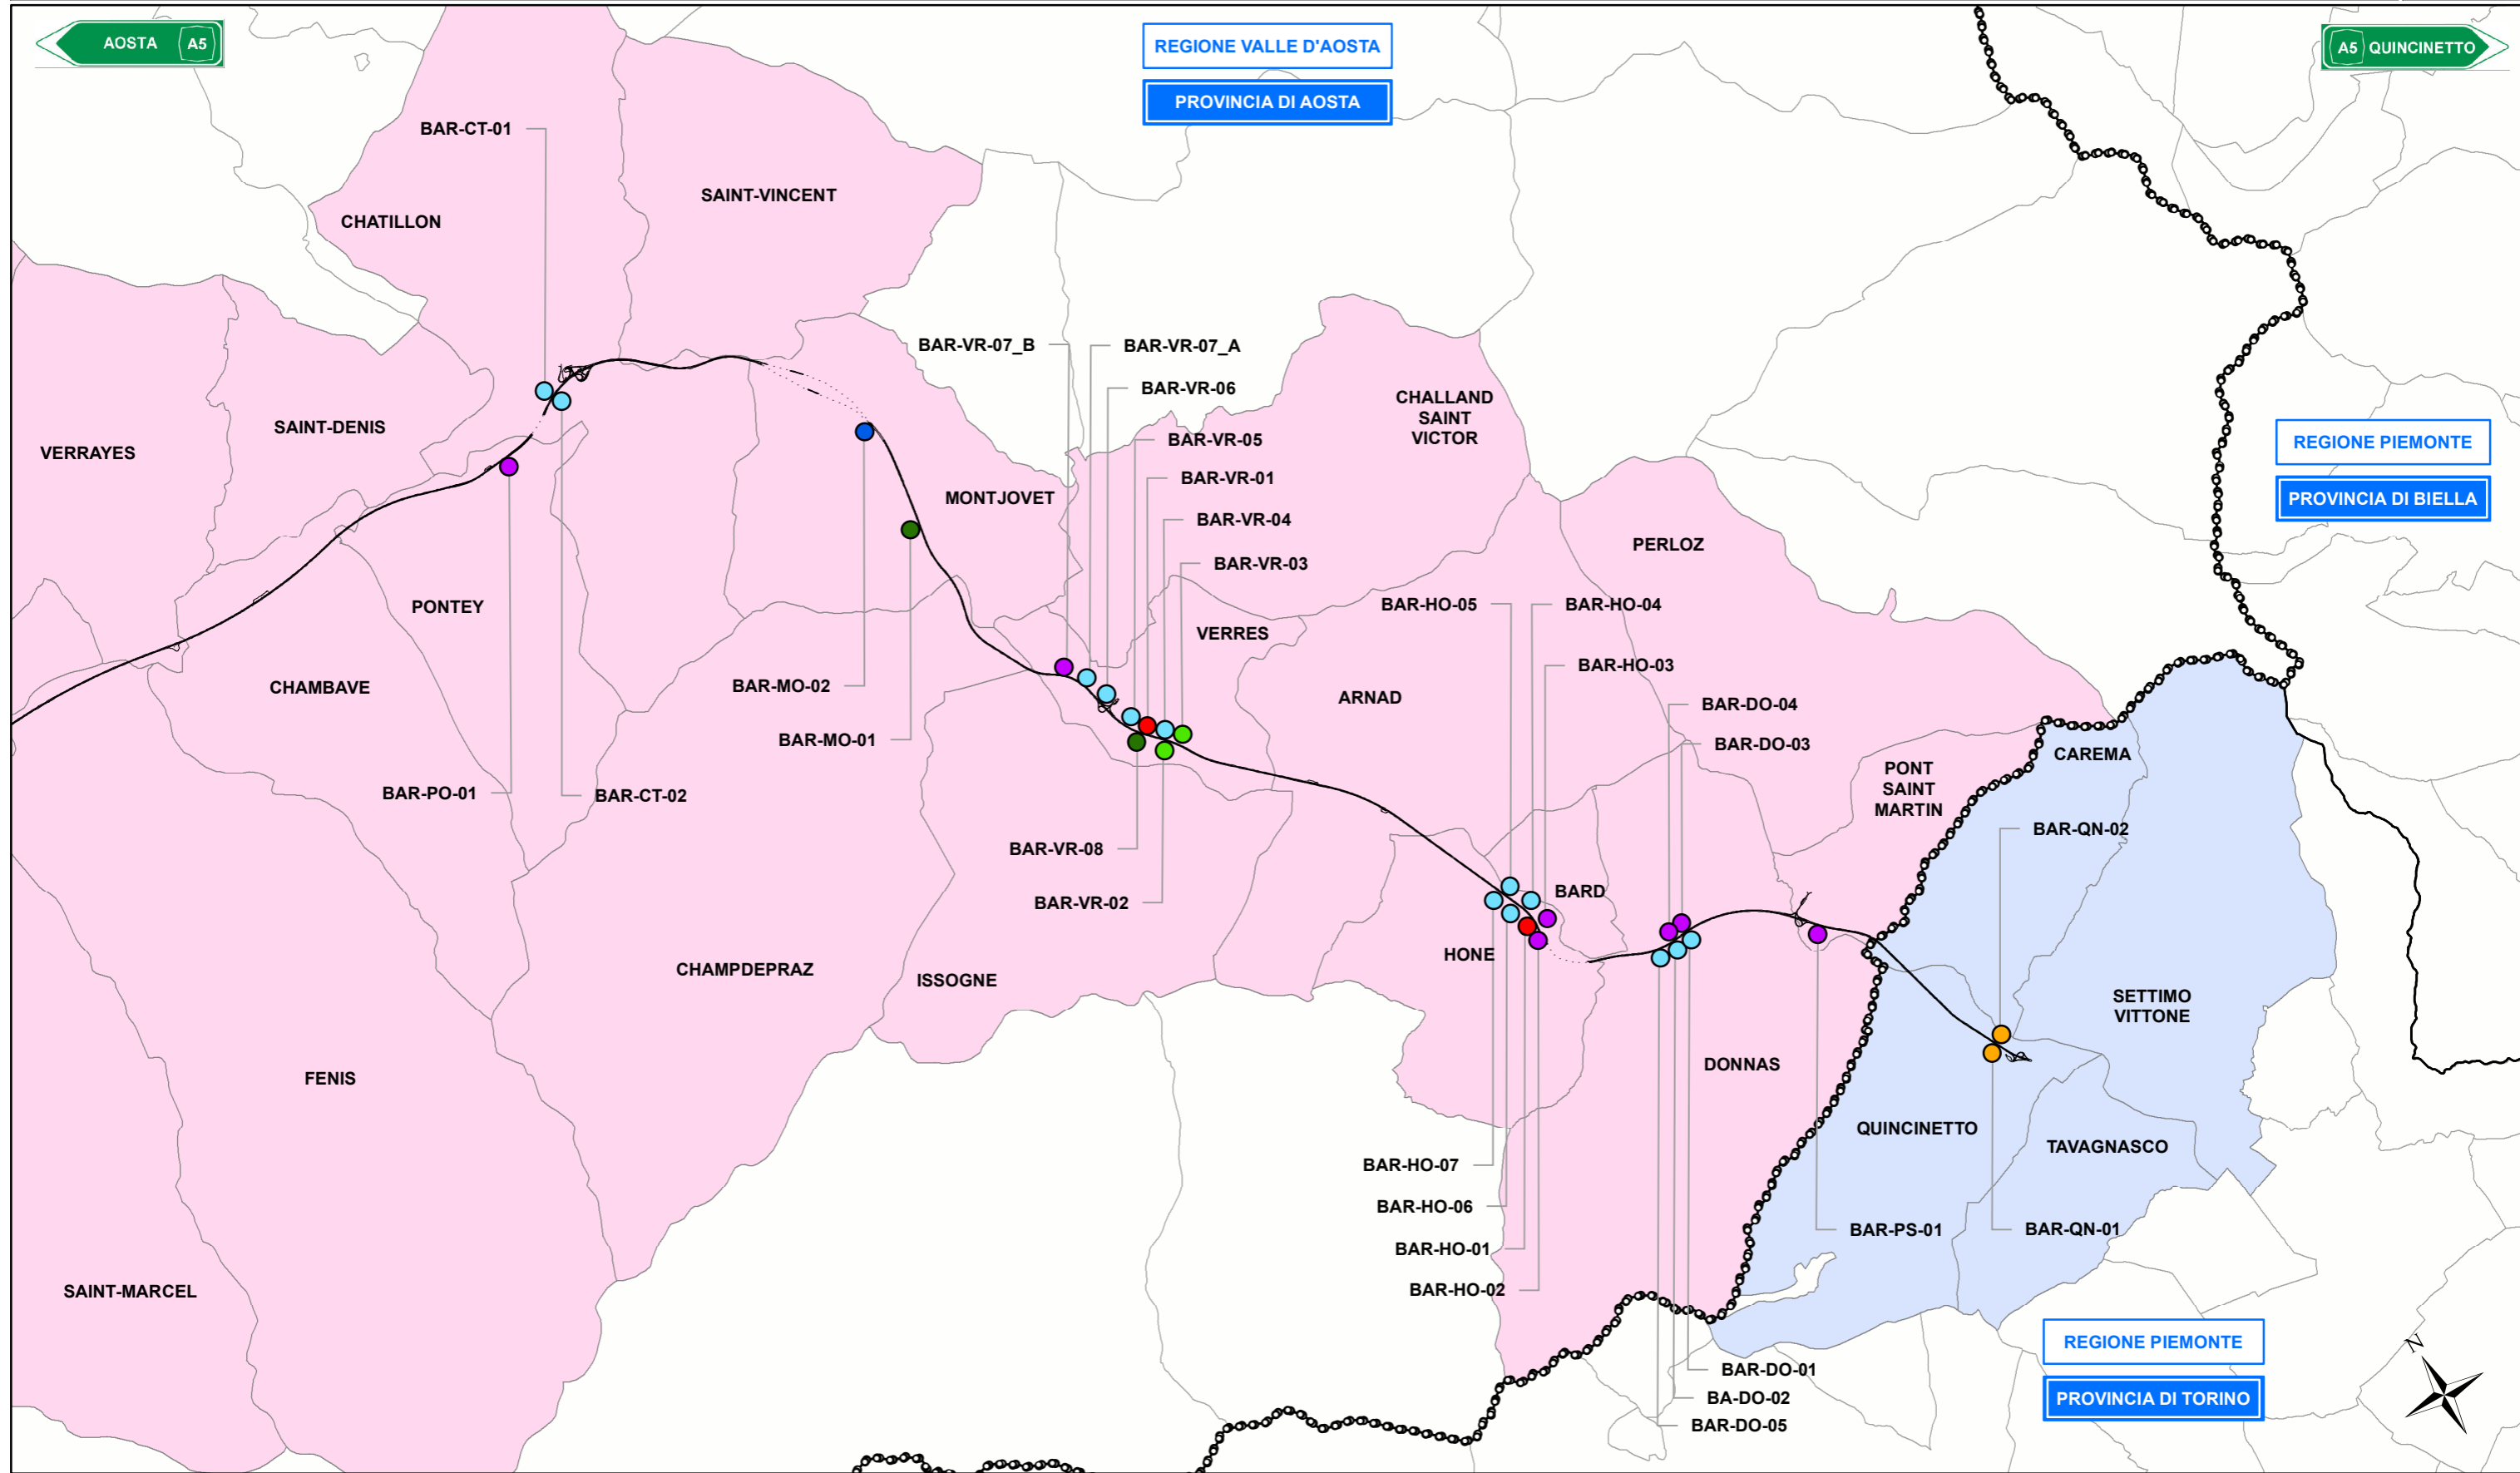 AOSTA A5
REGIONE VALLE D'AOSTA
PROVINCIA DI AOSTA
A5 QUINCINETTO
BAR-CT-01
SAINT-VINCENT
CHATILLON
BAR-VR-07_B
BAR-VR-07_A
BAR-VR-06
CHALLAND
SAINT
VICTOR
SAINT-DENIS
VERRAYES
BAR-VR-05
BAR-VR-01
MONTJOVET
BAR-VR-04
BAR-VR-03
REGIONE PIEMONTE
PROVINCIA DI BIELLA
PERLOZ
PONTEY
BAR-HO-05
BAR-HO-04
VERRES
BAR-HO-03
CHAMBAVE
BAR-MO-02
ARNAD
BAR-DO-04
BAR-MO-01
BAR-DO-03
CAREMA
PONT
SAINT
MARTIN
BAR-PO-01
BAR-CT-02
BAR-QN-02
BAR-VR-08
BAR-VR-02
BARD
HONE
CHAMPDEPRAZ
ISSOGNE
SETTIMO
VITTONE
FENIS
DONNAS
QUINCINETTO
TAVAGNASCO
BAR-HO-07
BAR-HO-06
BAR-HO-01
BAR-HO-02
BAR-PS-01
BAR-QN-01
SAINT-MARCEL
REGIONE PIEMONTE
PROVINCIA DI TORINO
N
BAR-DO-01
BA-DO-02
BAR-DO-05